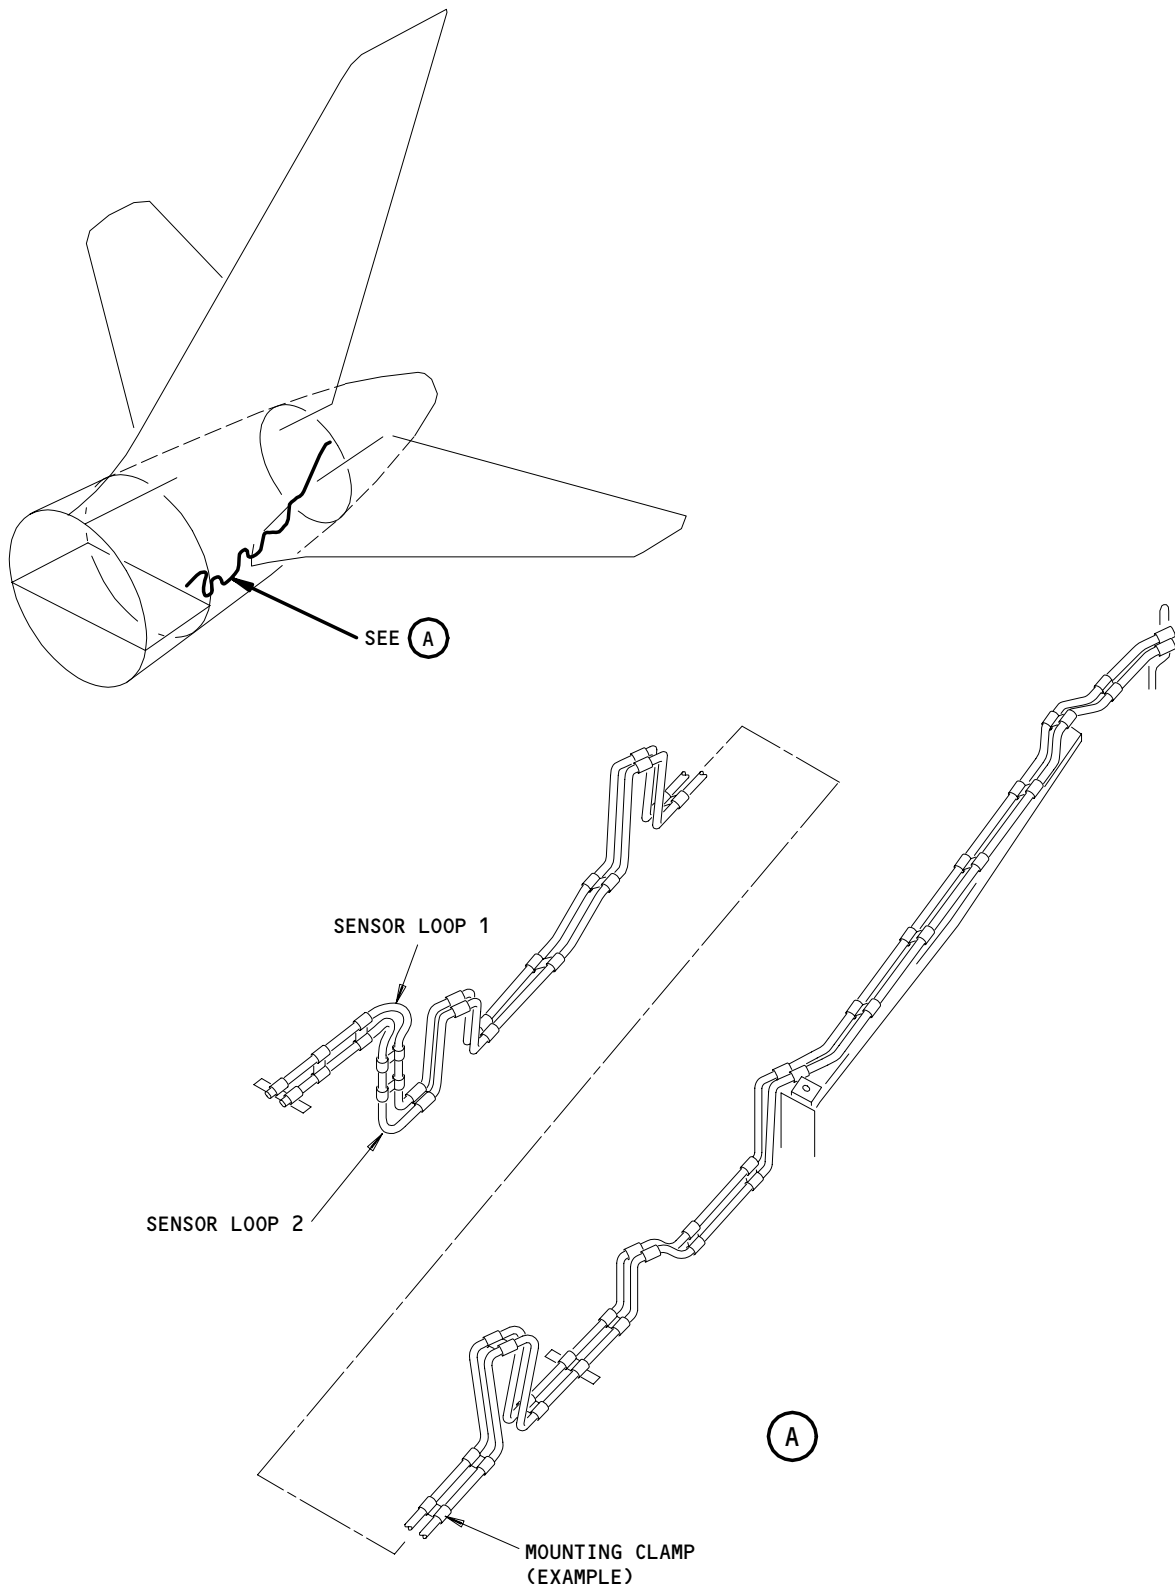 SEE A
SENSOR LOOP 1
SENSOR LOOP 2
A
MOUNTING CLAMP
(EXAMPLE)